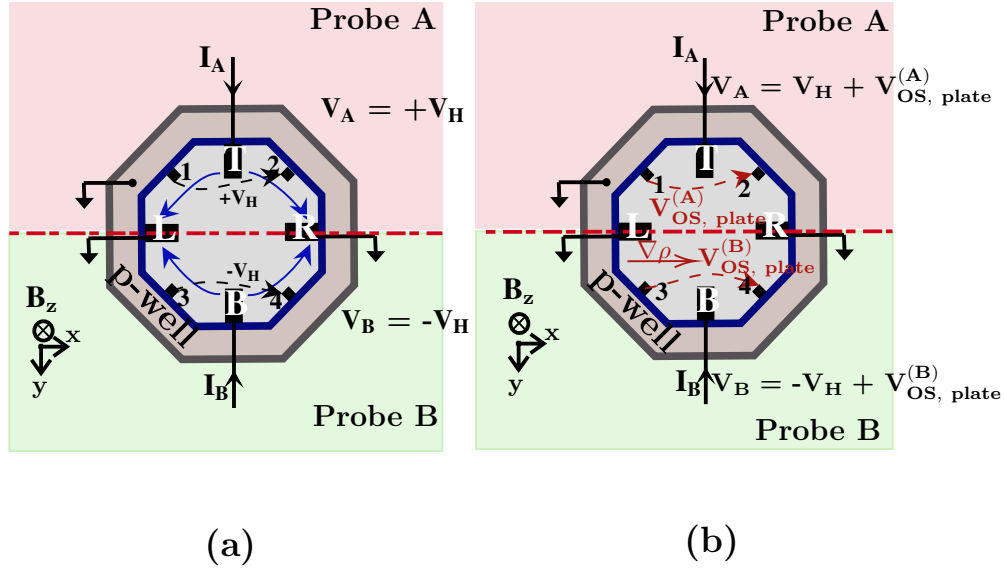 Probe A
I_A
V_A = +V_H
T
1
2
+V_H
L
R
-V_H
3
4
B
p-well
B_z
x
y
V_B = -V_H
I_B
Probe B
(a)
Probe A
I_A
V_A = V_H + V_OS, plate^(A)
T
1
2
V_OS, plate^(A)
L
R
∇ρ
V_OS, plate^(B)
3
4
B
p-well
B_z
x
y
I_B
V_B = -V_H + V_OS, plate^(B)
Probe B
(b)